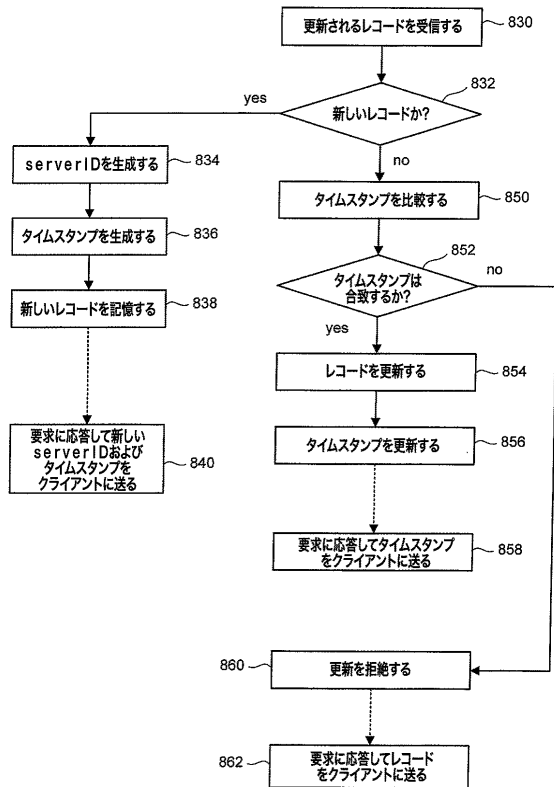 更新されるレコードを受信する
830
832
新しいレコードか?
yes
no
serverIDを生成する
834
タイムスタンプを生成する
836
新しいレコードを記憶する
838
要求に応答して新しい
serverIDおよび
タイムスタンプを
クライアントに送る
840
タイムスタンプを比較する
850
852
タイムスタンプは
合致するか?
no
yes
レコードを更新する
854
タイムスタンプを更新する
856
要求に応答してタイムスタンプ
をクライアントに送る
858
860
更新を拒絶する
862
要求に応答してレコード
をクライアントに送る